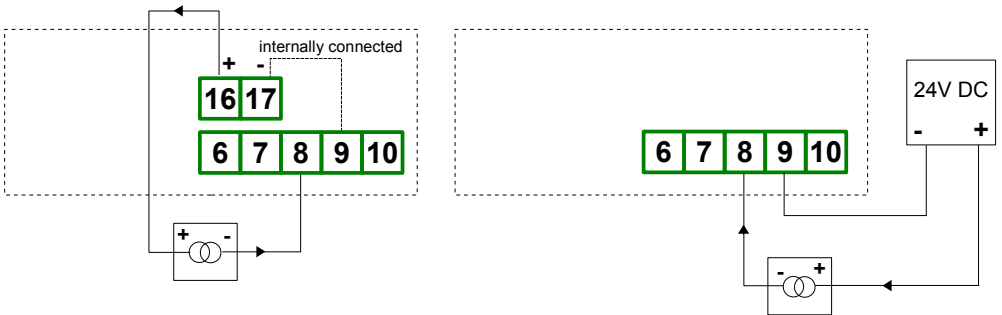 internally connected
+ -
16 17
6 7 8 9 10
+ -
24V DC
- +
6 7 8 9 10
- +